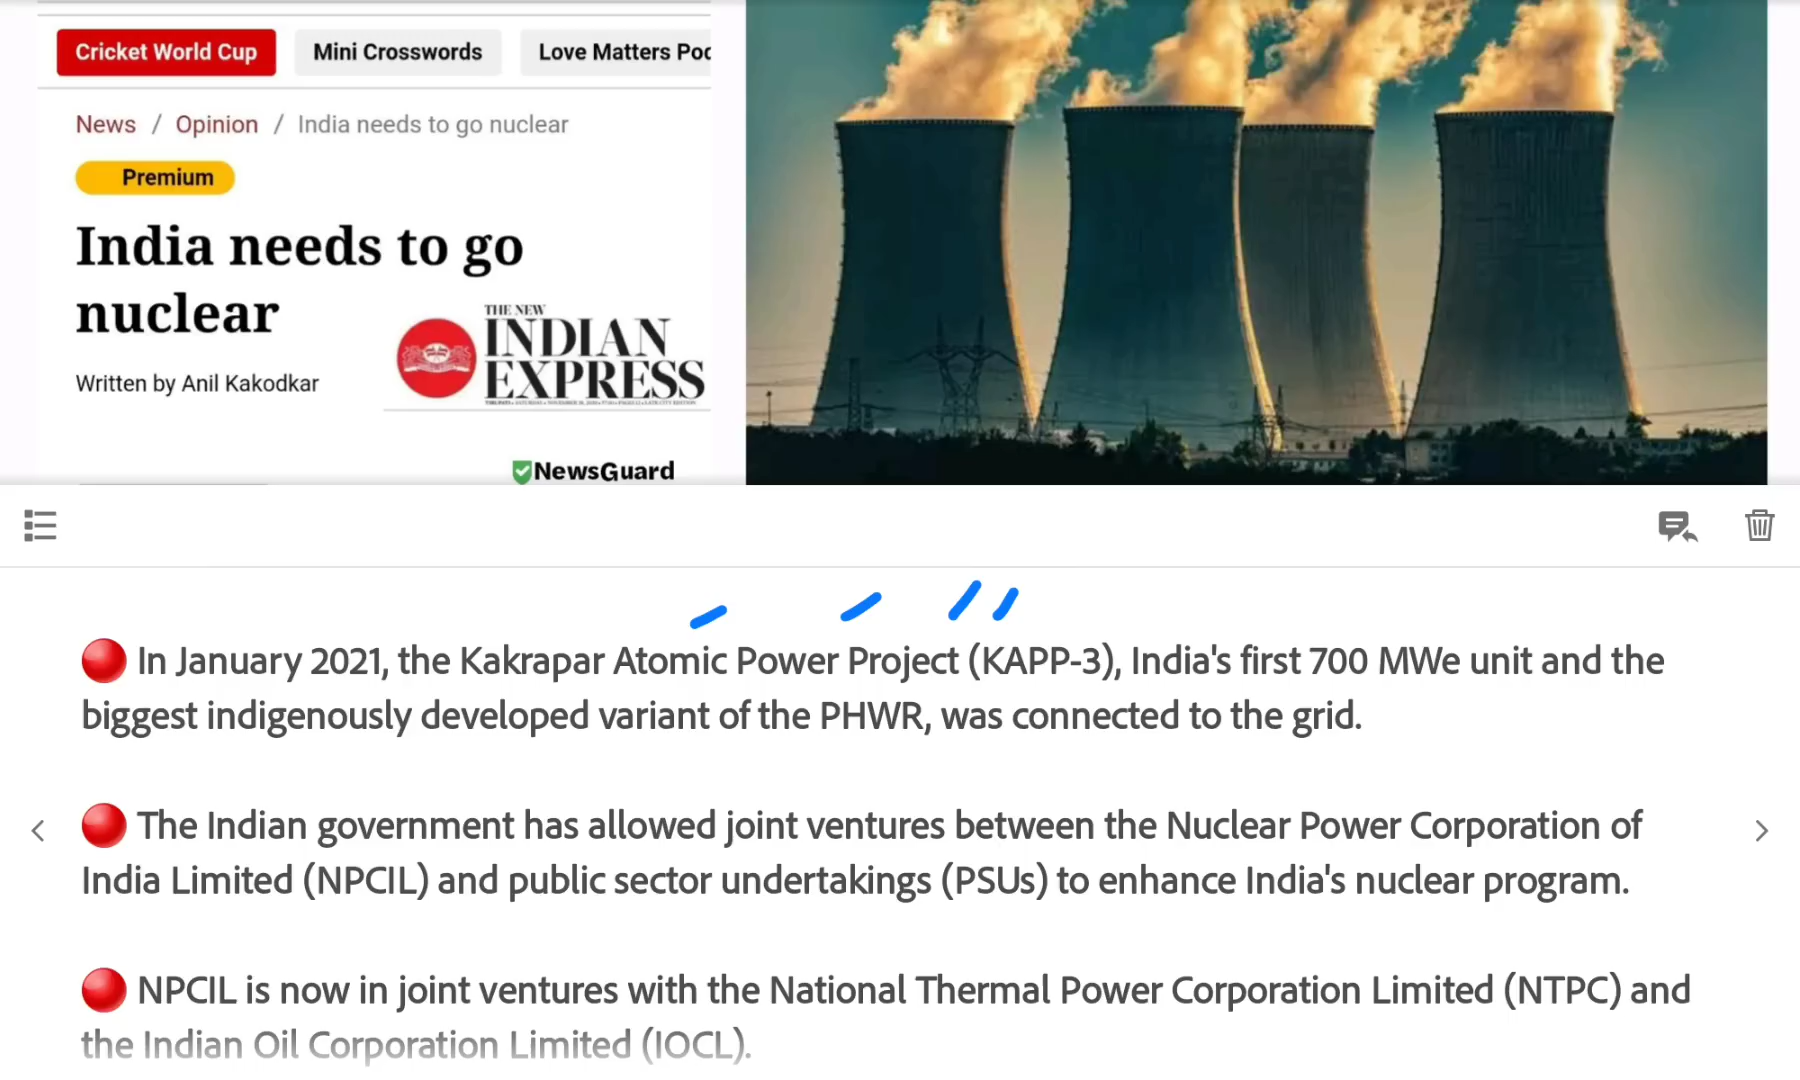 Cricket World Cup
Mini Crosswords
Love Matters Poc
News / Opinion / India needs to go nuclear
Premium
India needs to go
nuclear
THE NEW
INDIAN
EXPRESS
Written by Anil Kakodkar
NewsGuard
In January 2021, the Kakrapar Atomic Power Project (KAPP-3), India's first 700 MWe unit and the
biggest indigenously developed variant of the PHWR, was connected to the grid.
The Indian government has allowed joint ventures between the Nuclear Power Corporation of
India Limited (NPCIL) and public sector undertakings (PSUs) to enhance India's nuclear program.
NPCIL is now in joint ventures with the National Thermal Power Corporation Limited (NTPC) and
the Indian Oil Corporation Limited (IOCL).